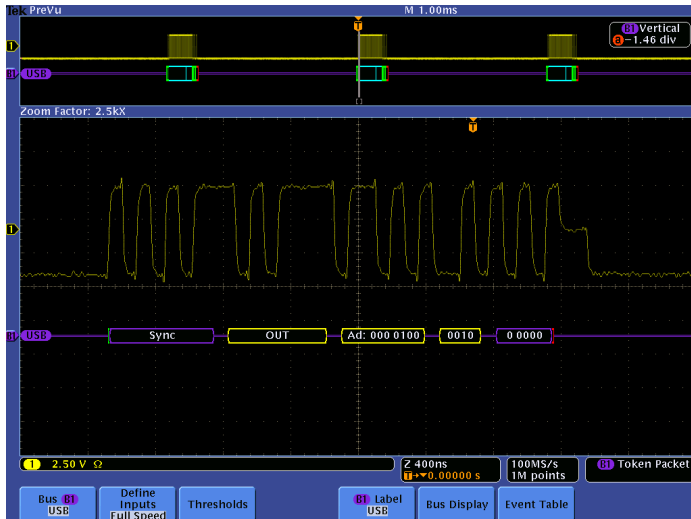 Tek PreVu M 1.00ms
T
B1 Vertical
a -1.46 div
1
B1 USB
Zoom Factor: 2.5kX
T
1
B1 USB Sync OUT Ad: 000 0100 0010 0 0000
1 2.50 V Ω
Z 400ns
T→▼0.00000 s
100MS/s
1M points
B1 Token Packet
Bus B1
USB
Define
Inputs
Full Speed
Thresholds
B1 Label
USB
Bus Display
Event Table